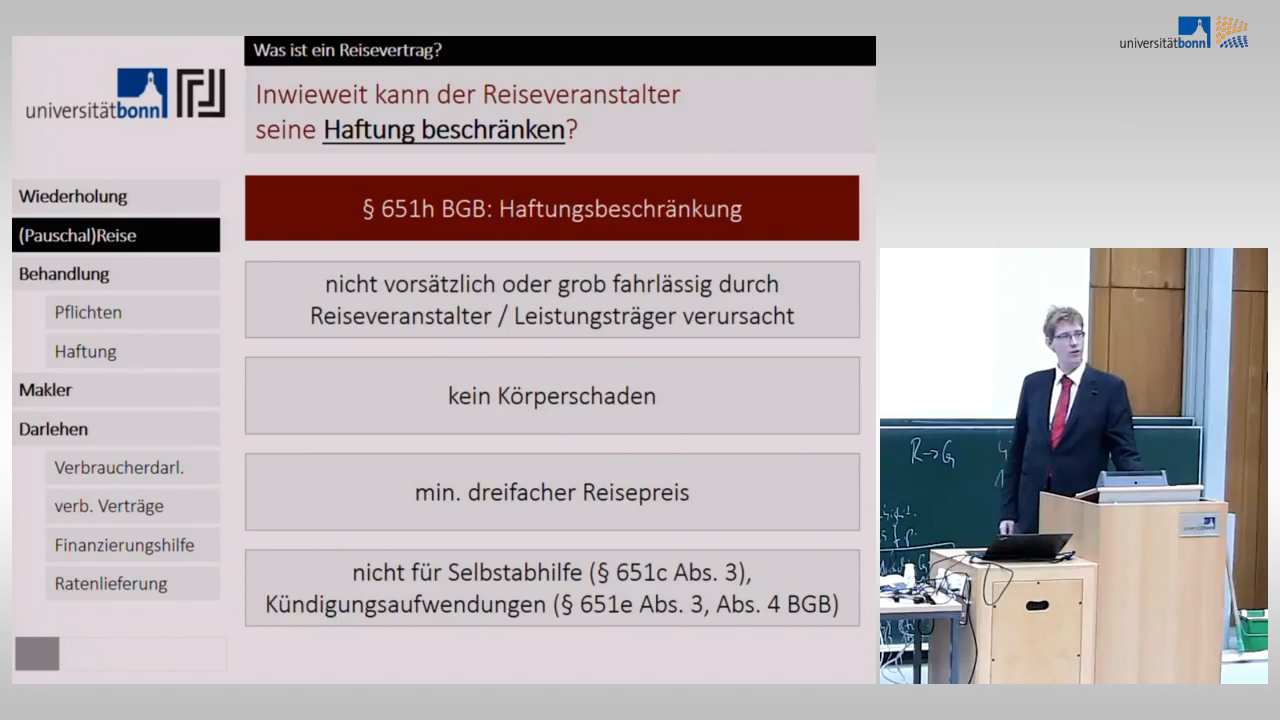 universitätbonn
Was ist ein Reisevertrag?
universitätbonn
Inwieweit kann der Reiseveranstalter
seine Haftung beschränken?
Wiederholung
(Pauschal)Reise
Behandlung
Pflichten
Haftung
Makler
Darlehen
Verbraucherdarl.
verb. Verträge
Finanzierungshilfe
Ratenlieferung
§ 651h BGB: Haftungsbeschränkung
nicht vorsätzlich oder grob fahrlässig durch
Reiseveranstalter / Leistungsträger verursacht
kein Körperschaden
min. dreifacher Reisepreis
nicht für Selbstabhilfe (§ 651c Abs. 3),
Kündigungsaufwendungen (§ 651e Abs. 3, Abs. 4 BGB)
R→G